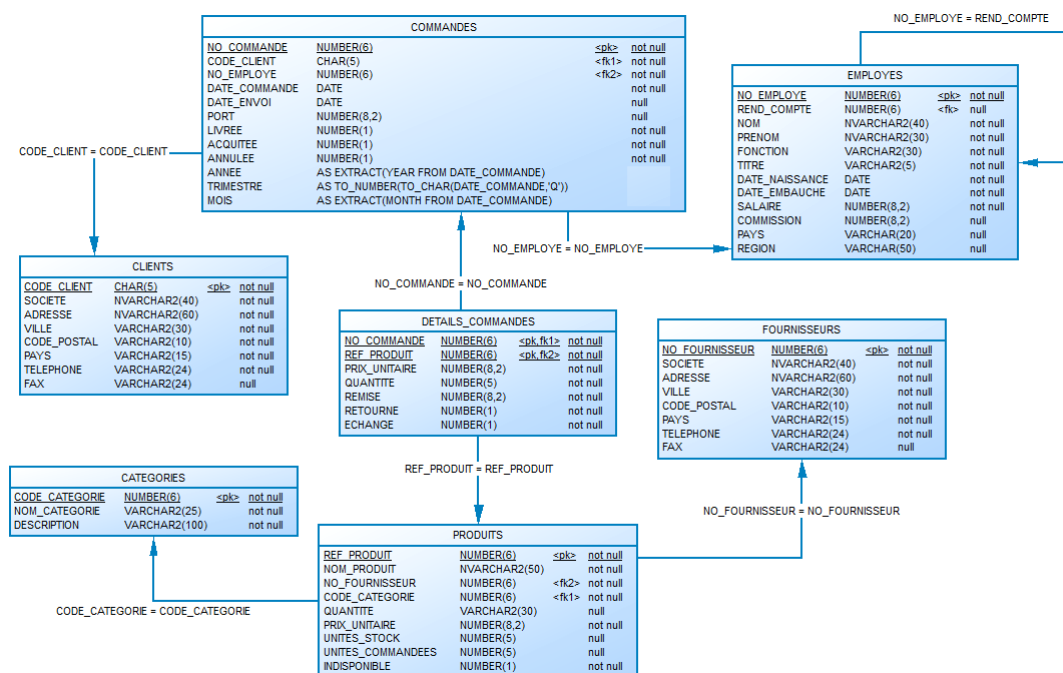 NO_EMPLOYE = REND_COMPTE
COMMANDES
NO_COMMANDE NUMBER(6) <pk> not null
CODE_CLIENT CHAR(5) <fk1> not null
NO_EMPLOYE NUMBER(6) <fk2> not null
DATE_COMMANDE DATE not null
DATE_ENVOI DATE null
PORT NUMBER(8,2) null
LIVREE NUMBER(1) not null
ACQUITEE NUMBER(1) not null
ANNULEE NUMBER(1) not null
ANNEE AS EXTRACT(YEAR FROM DATE_COMMANDE)
TRIMESTRE AS TO_NUMBER(TO_CHAR(DATE_COMMANDE,'Q'))
MOIS AS EXTRACT(MONTH FROM DATE_COMMANDE)
EMPLOYES
NO_EMPLOYE NUMBER(6) <pk> not null
REND_COMPTE NUMBER(6) <fk> null
NOM NVARCHAR2(40) not null
PRENOM NVARCHAR2(30) not null
FONCTION VARCHAR2(30) not null
TITRE VARCHAR2(5) not null
DATE_NAISSANCE DATE not null
DATE_EMBAUCHE DATE not null
SALAIRE NUMBER(8,2) not null
COMMISSION NUMBER(8,2) null
PAYS VARCHAR(20) null
REGION VARCHAR(50) null
CODE_CLIENT = CODE_CLIENT
NO_EMPLOYE = NO_EMPLOYE
CLIENTS
CODE_CLIENT CHAR(5) <pk> not null
SOCIETE NVARCHAR2(40) not null
ADRESSE NVARCHAR2(60) not null
VILLE VARCHAR2(30) not null
CODE_POSTAL VARCHAR2(10) not null
PAYS VARCHAR2(15) not null
TELEPHONE VARCHAR2(24) not null
FAX VARCHAR2(24) null
NO_COMMANDE = NO_COMMANDE
DETAILS_COMMANDES
NO_COMMANDE NUMBER(6) <pk,fk1> not null
REF_PRODUIT NUMBER(6) <pk,fk2> not null
PRIX_UNITAIRE NUMBER(8,2) not null
QUANTITE NUMBER(5) not null
REMISE NUMBER(8,2) not null
RETOURNE NUMBER(1) not null
ECHANGE NUMBER(1) not null
FOURNISSEURS
NO_FOURNISSEUR NUMBER(6) <pk> not null
SOCIETE NVARCHAR2(40) not null
ADRESSE NVARCHAR2(60) not null
VILLE VARCHAR2(30) not null
CODE_POSTAL VARCHAR2(10) not null
PAYS VARCHAR2(15) not null
TELEPHONE VARCHAR2(24) not null
FAX VARCHAR2(24) null
REF_PRODUIT = REF_PRODUIT
CATEGORIES
CODE_CATEGORIE NUMBER(6) <pk> not null
NOM_CATEGORIE VARCHAR2(25) not null
DESCRIPTION VARCHAR2(100) not null
NO_FOURNISSEUR = NO_FOURNISSEUR
PRODUITS
REF_PRODUIT NUMBER(6) <pk> not null
NOM_PRODUIT NVARCHAR2(50) not null
NO_FOURNISSEUR NUMBER(6) <fk2> not null
CODE_CATEGORIE NUMBER(6) <fk1> not null
QUANTITE VARCHAR2(30) null
PRIX_UNITAIRE NUMBER(8,2) not null
UNITES_STOCK NUMBER(5) null
UNITES_COMMANDEES NUMBER(5) null
INDISPONIBLE NUMBER(1) not null
CODE_CATEGORIE = CODE_CATEGORIE